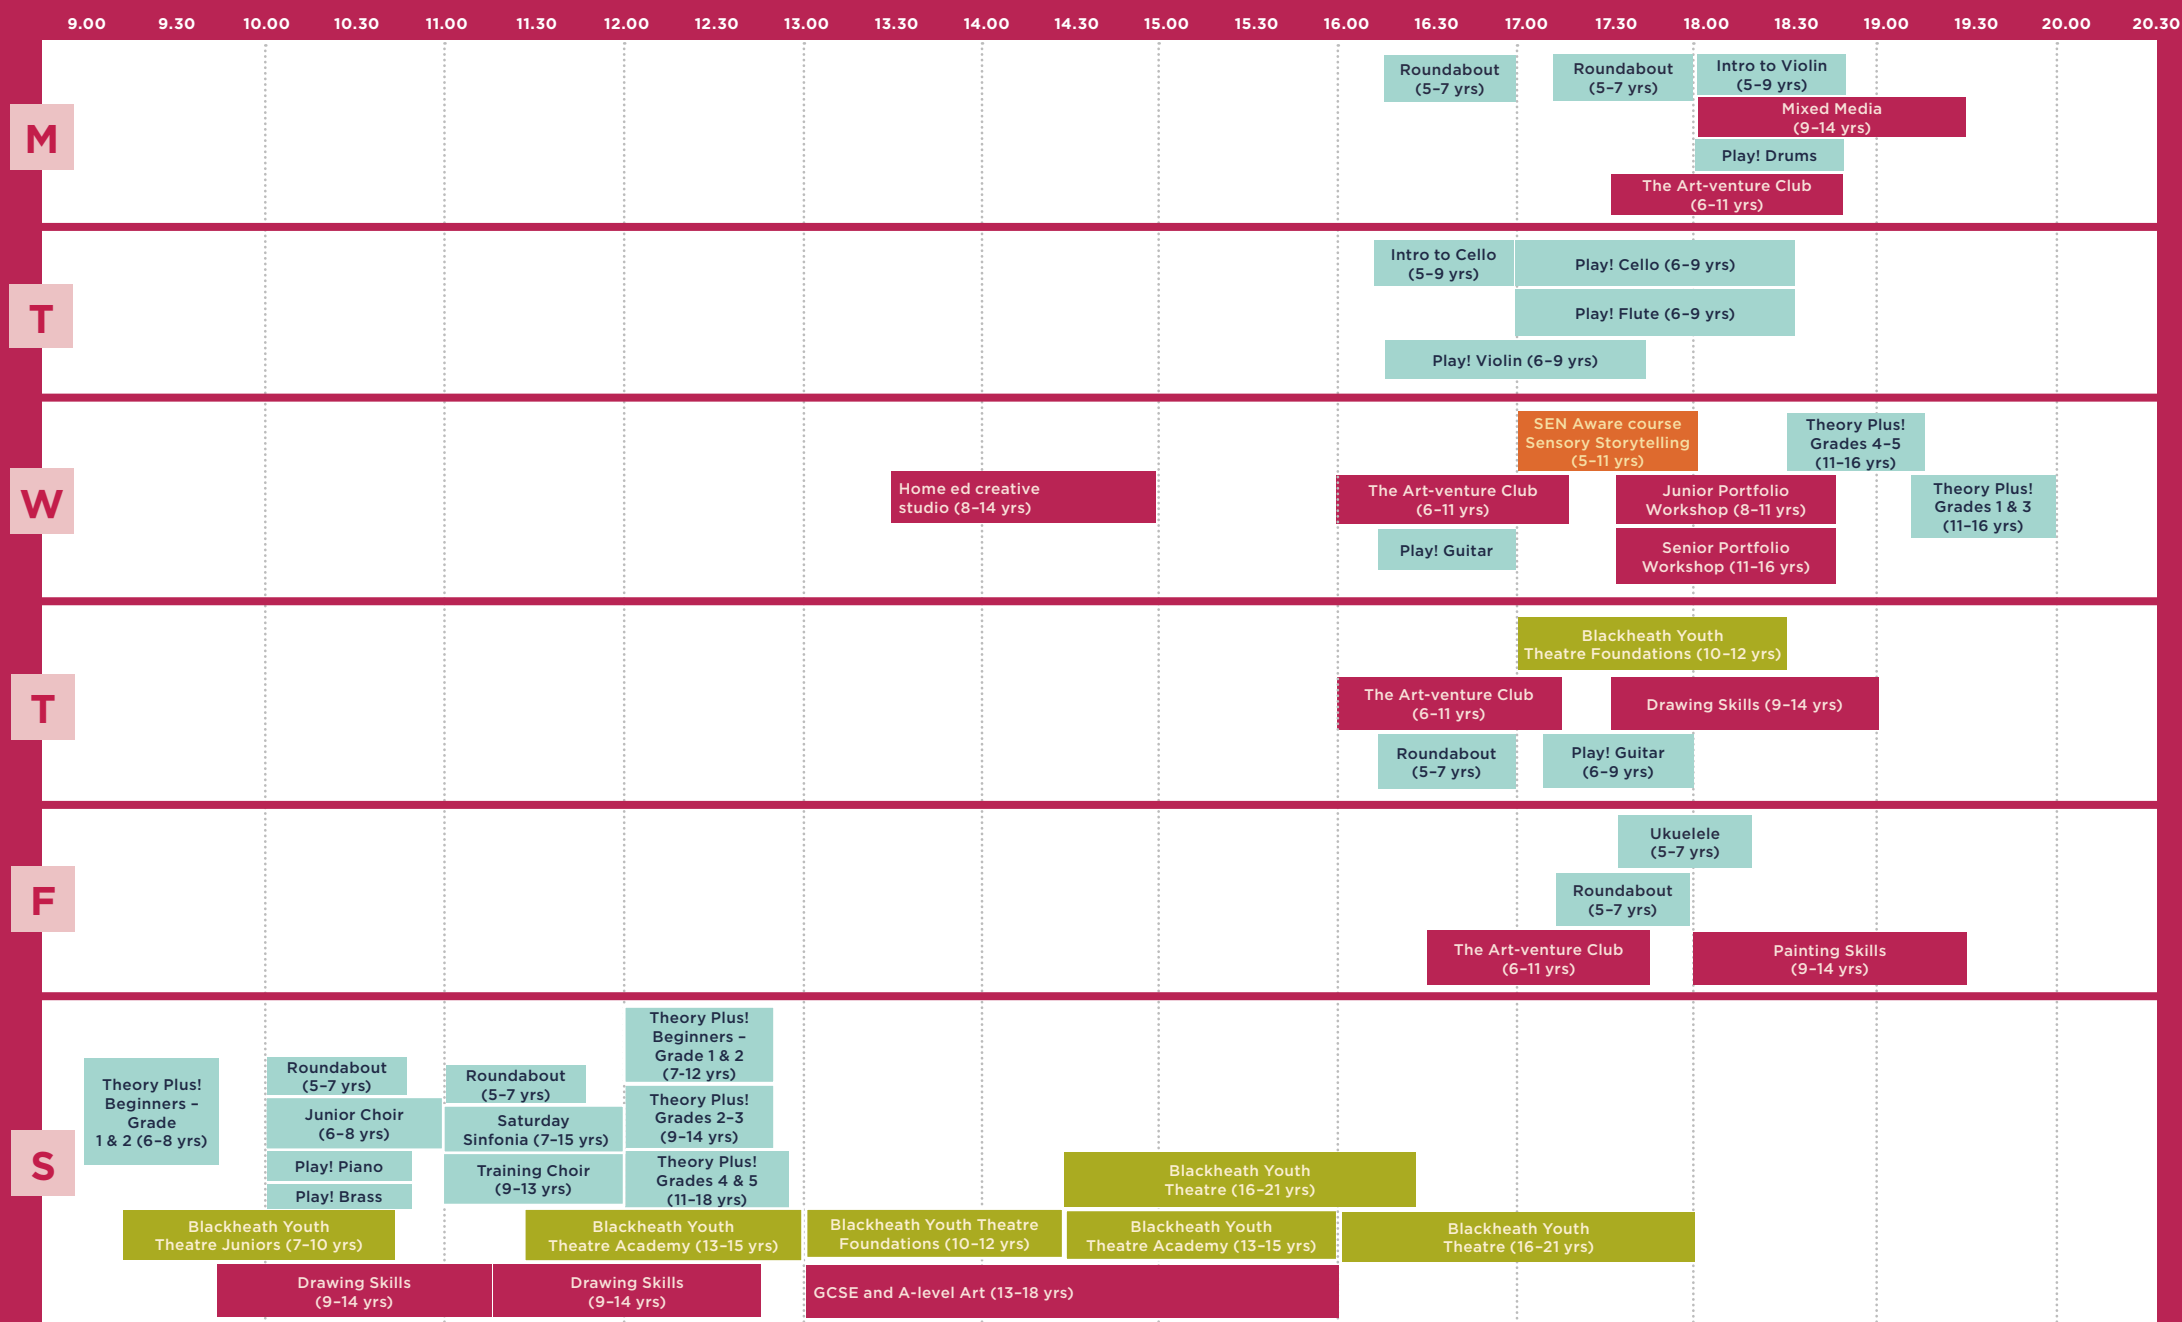 9.00 9.30 10.00 10.30 11.00 11.30 12.00 12.30 13.00 13.30 14.00 14.30 15.00 15.30 16.00 16.30 17.00 17.30 18.00 18.30 19.00 19.30 20.00 20.30
M
Roundabout
(5–7 yrs)
Roundabout
(5–7 yrs)
Intro to Violin
(5–9 yrs)
Mixed Media
(9–14 yrs)
Play! Drums
The Art-venture Club
(6–11 yrs)
T
Intro to Cello
(5–9 yrs)
Play! Cello (6–9 yrs)
Play! Flute (6–9 yrs)
Play! Violin (6–9 yrs)
W
SEN Aware course
Sensory Storytelling
(5–11 yrs)
Theory Plus!
Grades 4–5
(11–16 yrs)
Home ed creative
studio (8–14 yrs)
The Art-venture Club
(6–11 yrs)
Junior Portfolio
Workshop (8–11 yrs)
Theory Plus!
Grades 1 & 3
(11–16 yrs)
Play! Guitar
Senior Portfolio
Workshop (11–16 yrs)
T
Blackheath Youth
Theatre Foundations (10–12 yrs)
The Art-venture Club
(6–11 yrs)
Drawing Skills (9–14 yrs)
Roundabout
(5–7 yrs)
Play! Guitar
(6–9 yrs)
F
Ukuelele
(5–7 yrs)
Roundabout
(5–7 yrs)
The Art-venture Club
(6–11 yrs)
Painting Skills
(9–14 yrs)
S
Theory Plus!
Beginners –
Grade
1 & 2 (6–8 yrs)
Roundabout
(5–7 yrs)
Junior Choir
(6–8 yrs)
Play! Piano
Play! Brass
Roundabout
(5–7 yrs)
Saturday
Sinfonia (7–15 yrs)
Training Choir
(9–13 yrs)
Theory Plus!
Beginners –
Grade 1 & 2
(7-12 yrs)
Theory Plus!
Grades 2–3
(9–14 yrs)
Theory Plus!
Grades 4 & 5
(11–18 yrs)
Blackheath Youth
Theatre (16–21 yrs)
Blackheath Youth
Theatre Juniors (7–10 yrs)
Blackheath Youth
Theatre Academy (13–15 yrs)
Blackheath Youth Theatre
Foundations (10–12 yrs)
Blackheath Youth
Theatre Academy (13–15 yrs)
Blackheath Youth
Theatre (16–21 yrs)
Drawing Skills
(9–14 yrs)
Drawing Skills
(9–14 yrs)
GCSE and A-level Art (13–18 yrs)